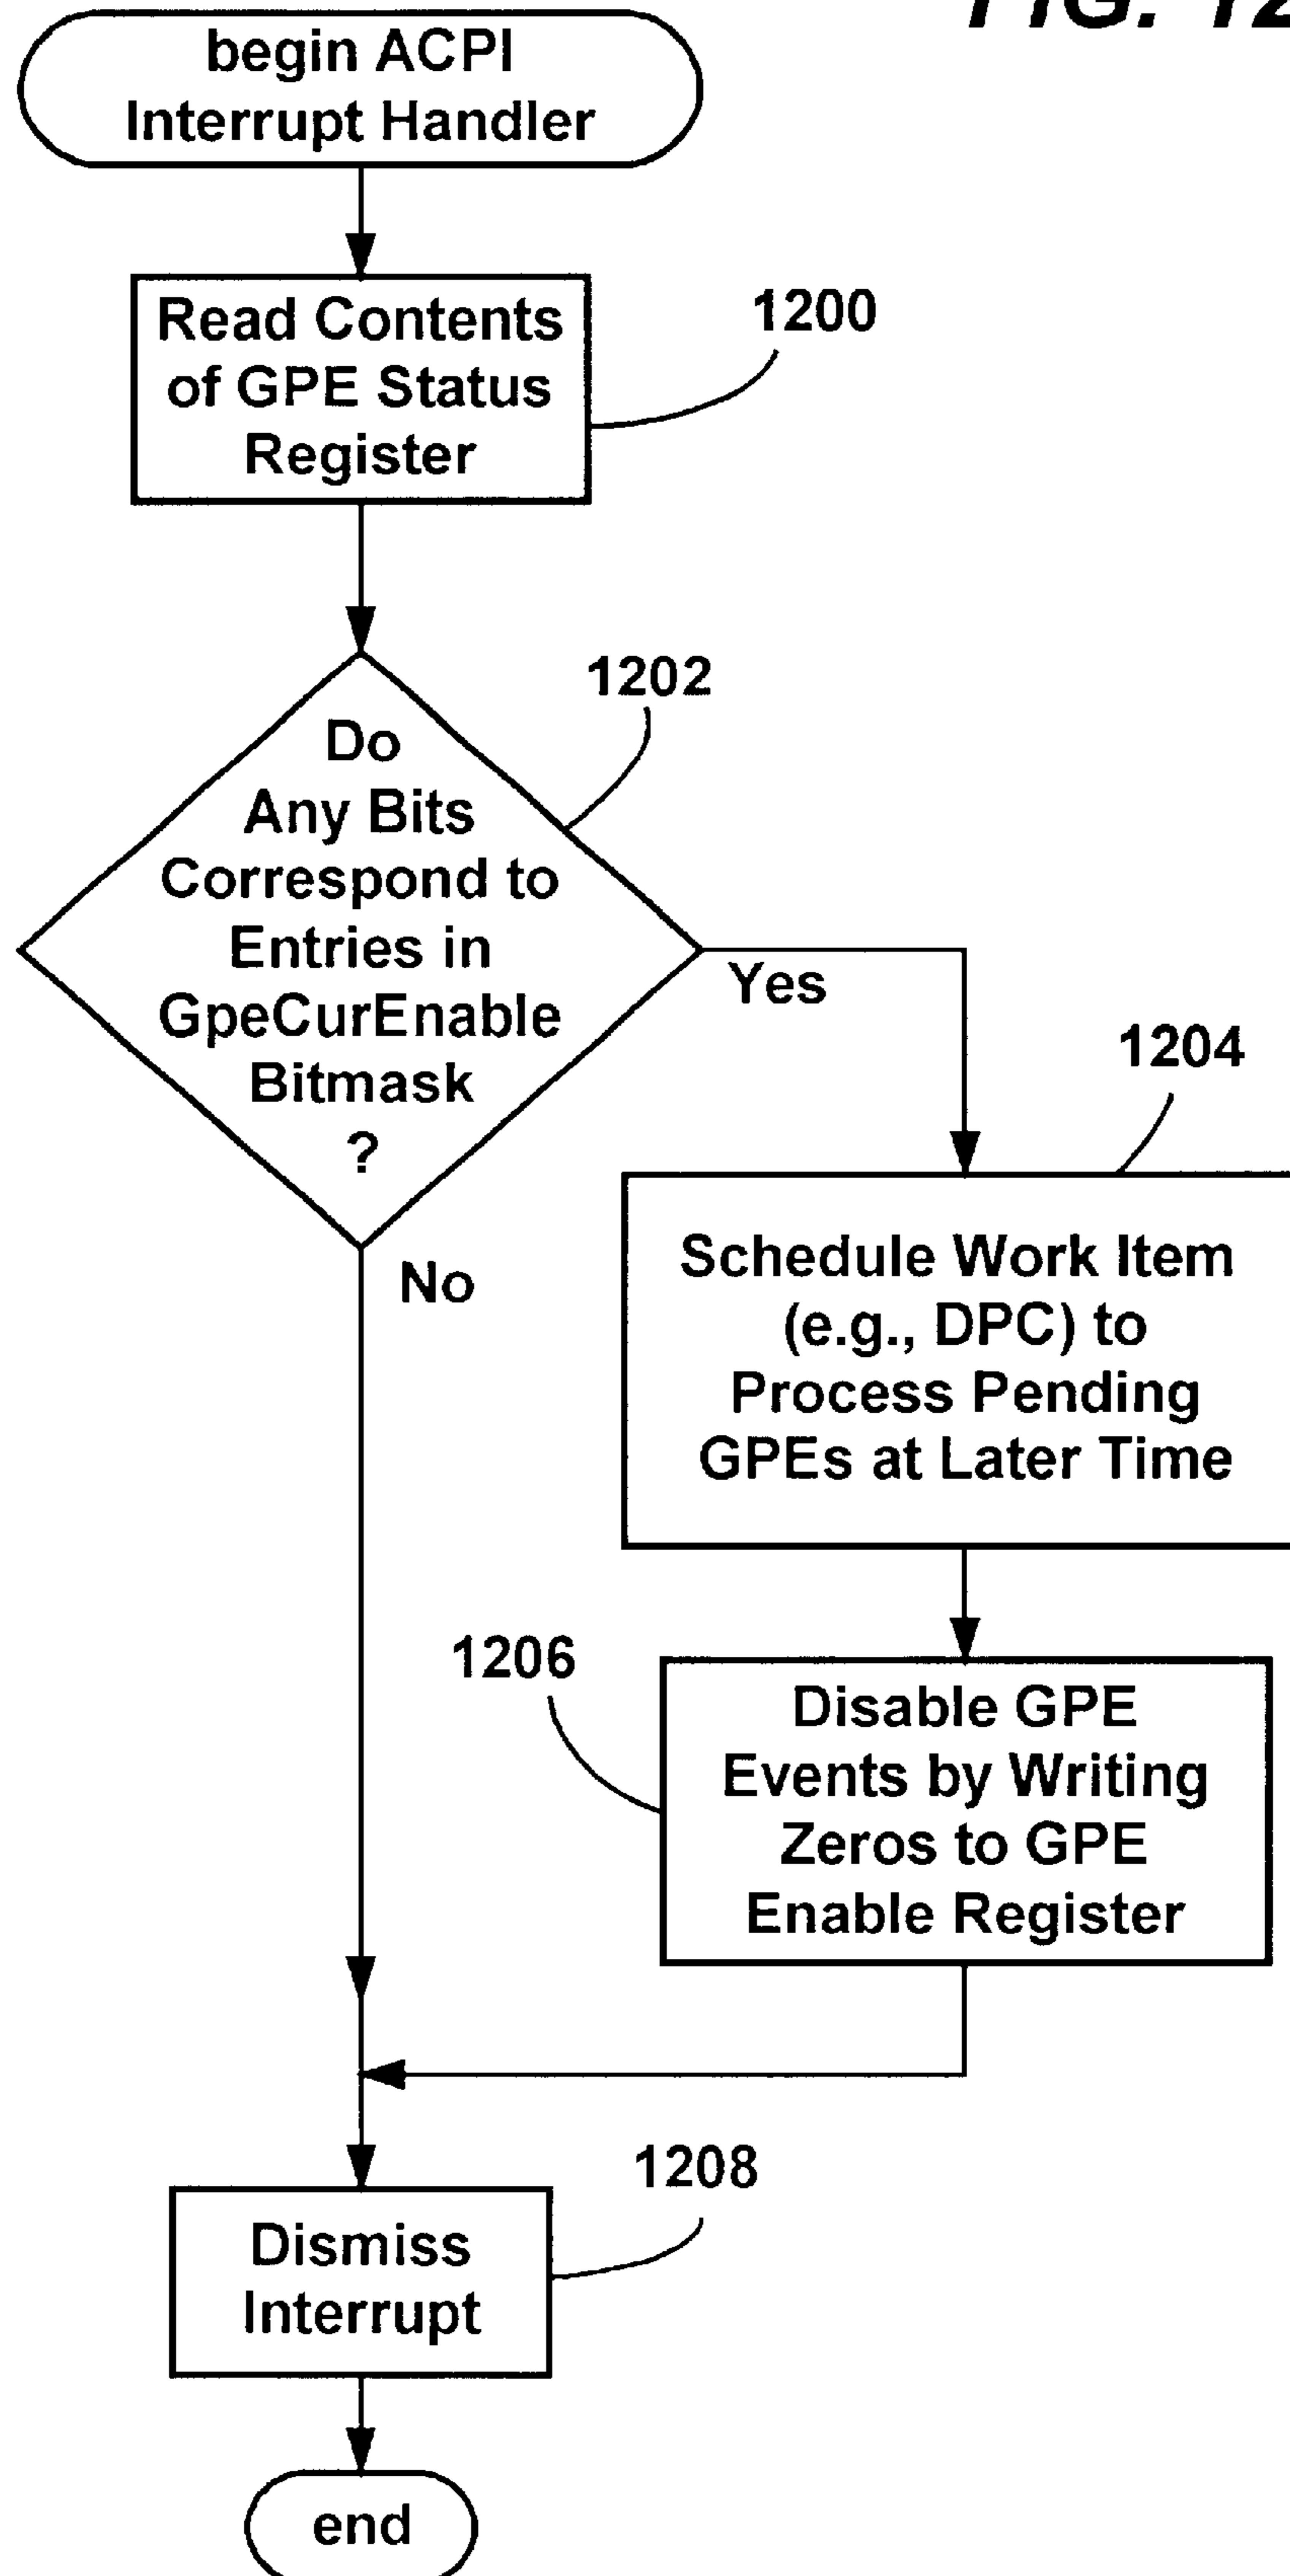 FIG. 12
begin ACPI
Interrupt Handler
Read Contents
of GPE Status
Register
1200
1202
Do
Any Bits
Correspond to
Entries in
GpeCurEnable
Bitmask
?
Yes
No
1204
Schedule Work Item
(e.g., DPC) to
Process Pending
GPEs at Later Time
1206
Disable GPE
Events by Writing
Zeros to GPE
Enable Register
1208
Dismiss
Interrupt
end